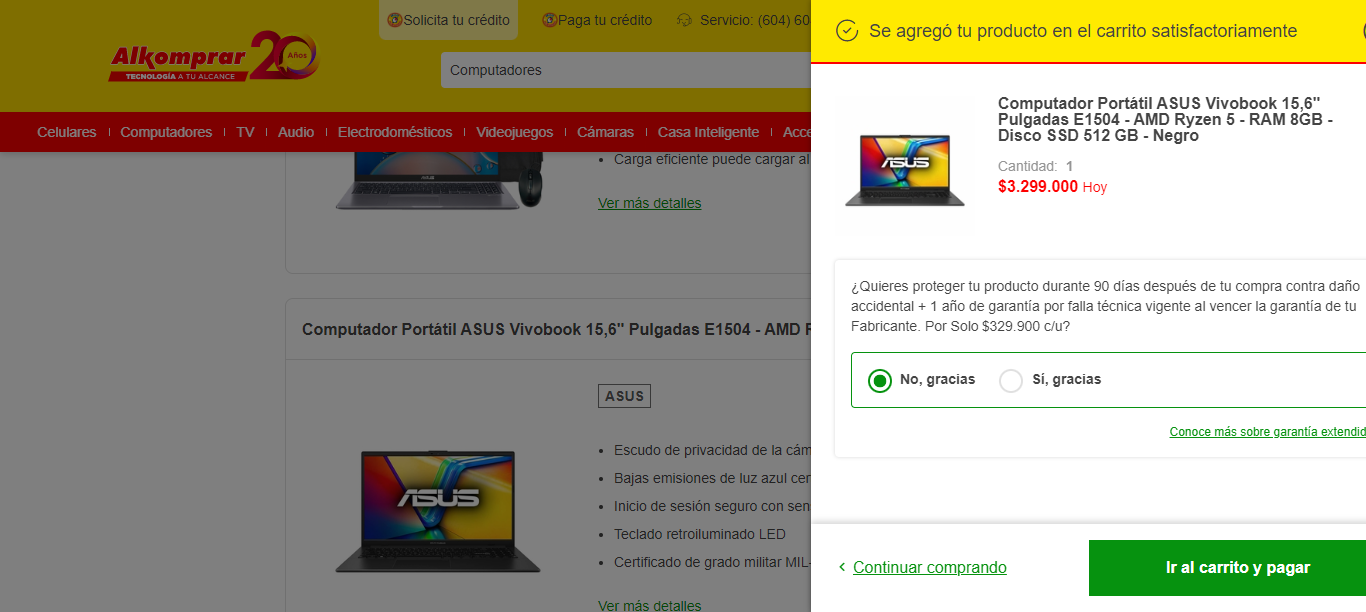 Solicita tu crédito
Paga tu crédito
Servicio: (604) 60
Alkomprar 20 Años
TECNOLOGÍA A TU ALCANCE
Computadores
Celulares
Computadores
TV
Audio
Electrodomésticos
Videojuegos
Cámaras
Casa Inteligente
Acce
Carga eficiente puede cargar al
Ver más detalles
Computador Portátil ASUS Vivobook 15,6" Pulgadas E1504 - AMD
ASUS
ASUS
Escudo de privacidad de la cám
Bajas emisiones de luz azul cer
Inicio de sesión seguro con sen
Teclado retroiluminado LED
Certificado de grado militar MIL-
Ver más detalles
Se agregó tu producto en el carrito satisfactoriamente
ASUS
Computador Portátil ASUS Vivobook 15,6"
Pulgadas E1504 - AMD Ryzen 5 - RAM 8GB -
Disco SSD 512 GB - Negro
Cantidad: 1
$3.299.000 Hoy
¿Quieres proteger tu producto durante 90 días después de tu compra contra daño
accidental + 1 año de garantía por falla técnica vigente al vencer la garantía de tu
Fabricante. Por Solo $329.900 c/u?
No, gracias
Sí, gracias
Conoce más sobre garantía extendid
Continuar comprando
Ir al carrito y pagar